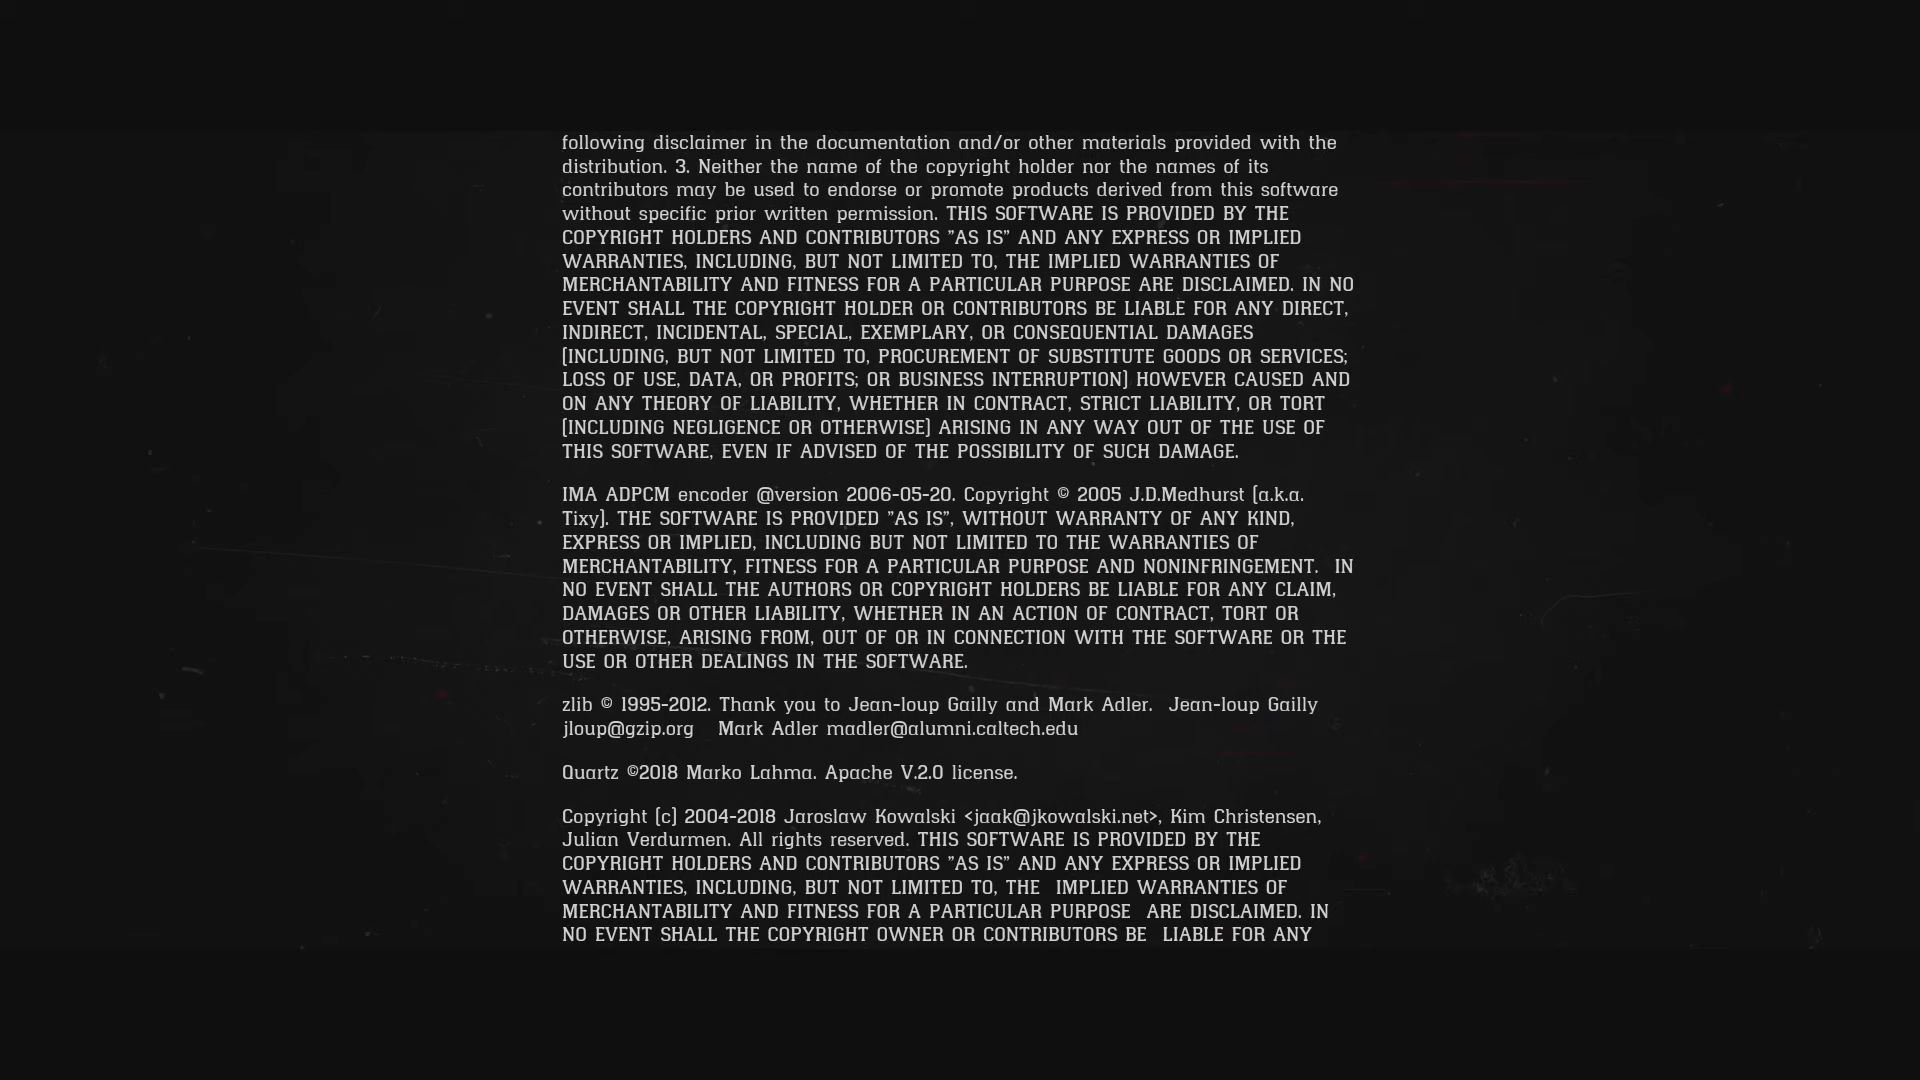 following disclaimer in the documentation and/or other materials provided with the
distribution. 3. Neither the name of the copyright holder nor the names of its
contributors may be used to endorse or promote products derived from this software
without specific prior written permission. THIS SOFTWARE IS PROVIDED BY THE
COPYRIGHT HOLDERS AND CONTRIBUTORS "AS IS" AND ANY EXPRESS OR IMPLIED
WARRANTIES, INCLUDING, BUT NOT LIMITED TO, THE IMPLIED WARRANTIES OF
MERCHANTABILITY AND FITNESS FOR A PARTICULAR PURPOSE ARE DISCLAIMED. IN NO
EVENT SHALL THE COPYRIGHT HOLDER OR CONTRIBUTORS BE LIABLE FOR ANY DIRECT,
INDIRECT, INCIDENTAL, SPECIAL, EXEMPLARY, OR CONSEQUENTIAL DAMAGES
(INCLUDING, BUT NOT LIMITED TO, PROCUREMENT OF SUBSTITUTE GOODS OR SERVICES;
LOSS OF USE, DATA, OR PROFITS; OR BUSINESS INTERRUPTION) HOWEVER CAUSED AND
ON ANY THEORY OF LIABILITY, WHETHER IN CONTRACT, STRICT LIABILITY, OR TORT
(INCLUDING NEGLIGENCE OR OTHERWISE) ARISING IN ANY WAY OUT OF THE USE OF
THIS SOFTWARE, EVEN IF ADVISED OF THE POSSIBILITY OF SUCH DAMAGE.
IMA ADPCM encoder @version 2006-05-20. Copyright © 2005 J.D.Medhurst (a.k.a.
Tixy). THE SOFTWARE IS PROVIDED "AS IS", WITHOUT WARRANTY OF ANY KIND,
EXPRESS OR IMPLIED, INCLUDING BUT NOT LIMITED TO THE WARRANTIES OF
MERCHANTABILITY, FITNESS FOR A PARTICULAR PURPOSE AND NONINFRINGEMENT.  IN
NO EVENT SHALL THE AUTHORS OR COPYRIGHT HOLDERS BE LIABLE FOR ANY CLAIM,
DAMAGES OR OTHER LIABILITY, WHETHER IN AN ACTION OF CONTRACT, TORT OR
OTHERWISE, ARISING FROM, OUT OF OR IN CONNECTION WITH THE SOFTWARE OR THE
USE OR OTHER DEALINGS IN THE SOFTWARE.
zlib © 1995-2012. Thank you to Jean-loup Gailly and Mark Adler.  Jean-loup Gailly
jloup@gzip.org   Mark Adler madler@alumni.caltech.edu
Quartz ©2018 Marko Lahma. Apache V.2.0 license.
Copyright (c) 2004-2018 Jaroslaw Kowalski <jaak@jkowalski.net>, Kim Christensen,
Julian Verdurmen. All rights reserved. THIS SOFTWARE IS PROVIDED BY THE
COPYRIGHT HOLDERS AND CONTRIBUTORS "AS IS" AND ANY EXPRESS OR IMPLIED
WARRANTIES, INCLUDING, BUT NOT LIMITED TO, THE  IMPLIED WARRANTIES OF
MERCHANTABILITY AND FITNESS FOR A PARTICULAR PURPOSE  ARE DISCLAIMED. IN
NO EVENT SHALL THE COPYRIGHT OWNER OR CONTRIBUTORS BE  LIABLE FOR ANY